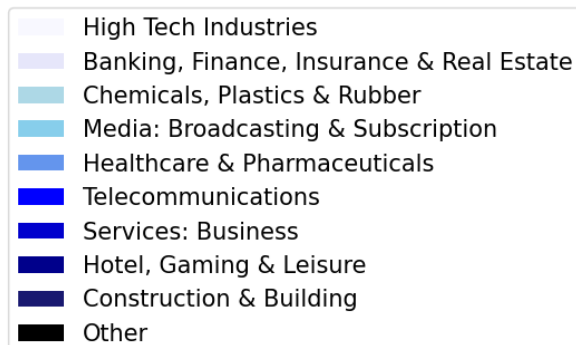 High Tech Industries
Banking, Finance, Insurance & Real Estate
Chemicals, Plastics & Rubber
Media: Broadcasting & Subscription
Healthcare & Pharmaceuticals
Telecommunications
Services: Business
Hotel, Gaming & Leisure
Construction & Building
Other